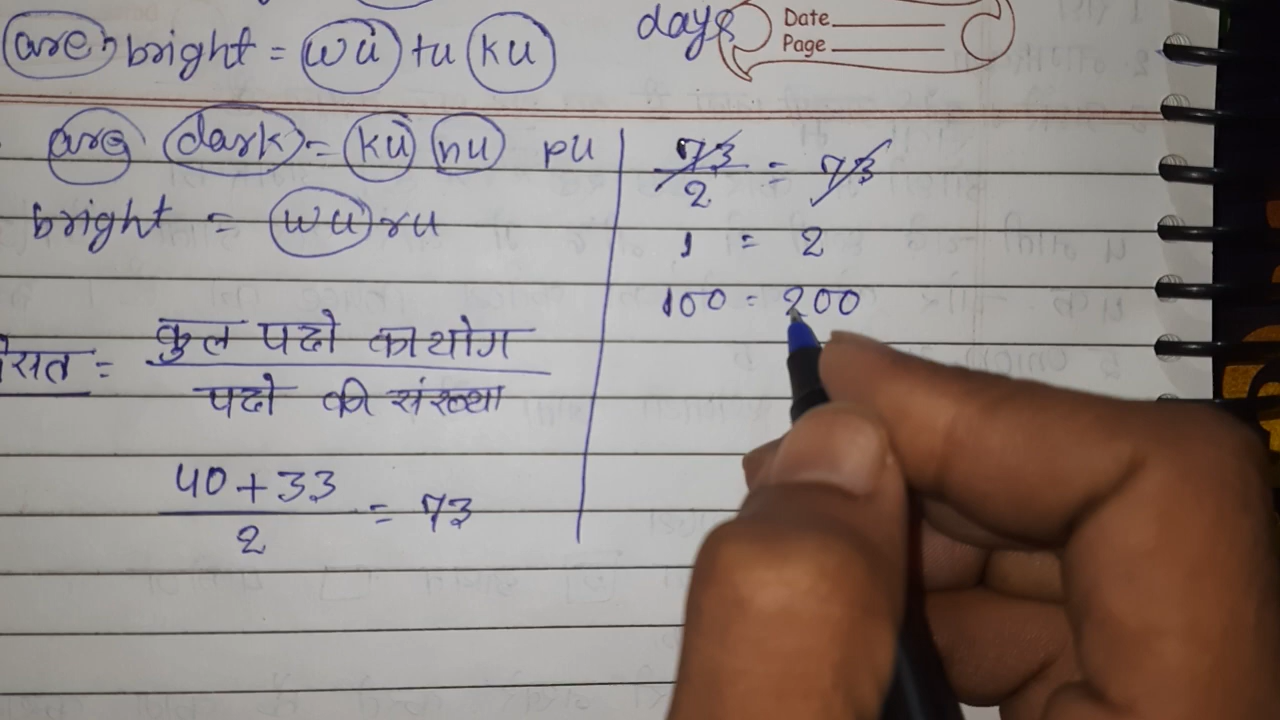 are, bright = wu tu ku
days
Date
Page
are dark = ku nu pu
bright = wu ru
कुल पदो का योग
पदो की संख्या
40+33
2
= 73
73
2
= 73
1 = 2
100 = 200